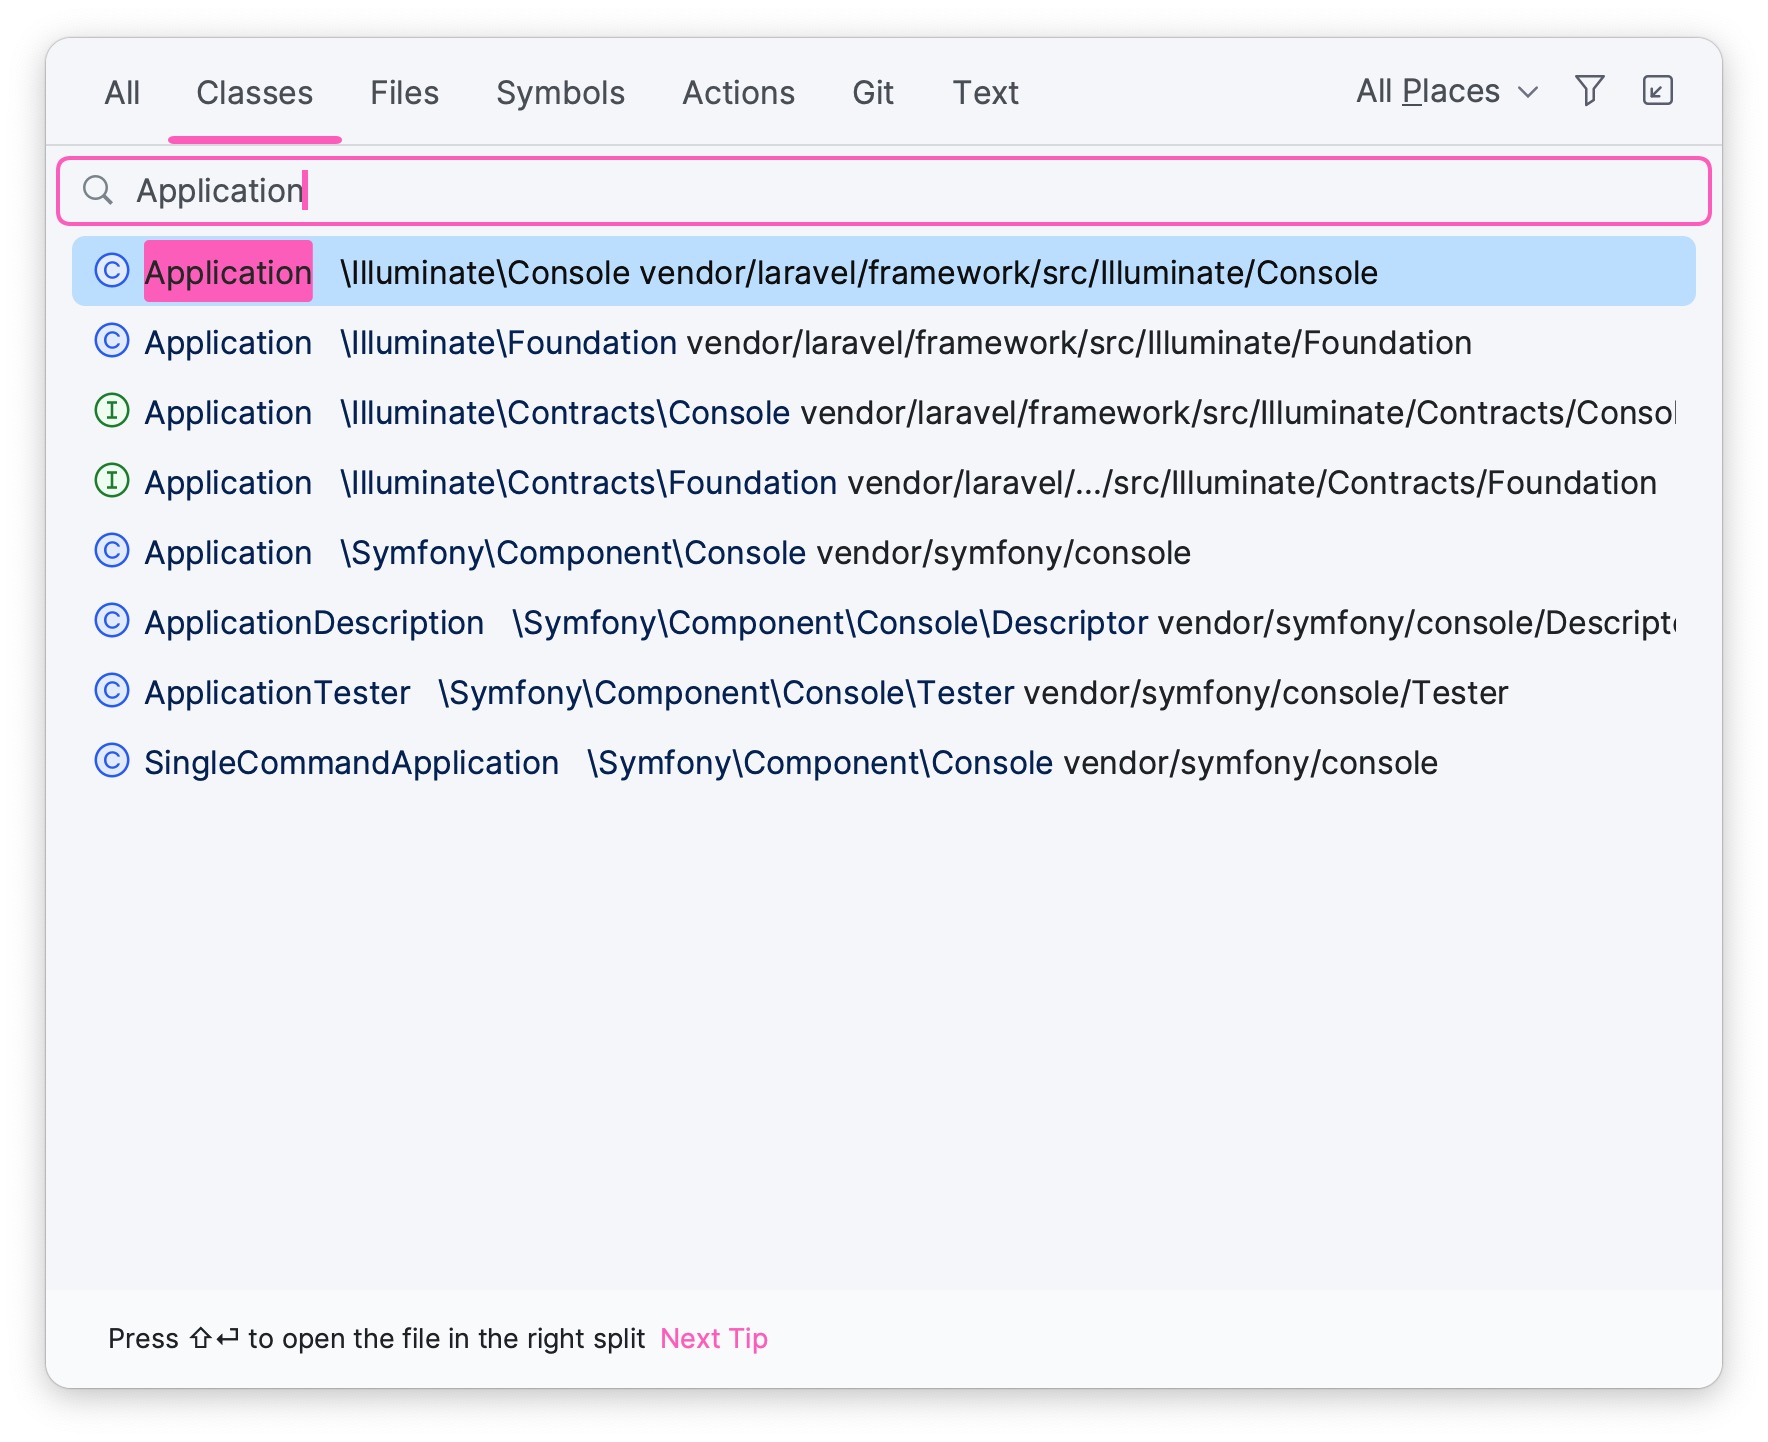 All Classes Files Symbols Actions Git Text All Places
Application
Application \Illuminate\Console vendor/laravel/framework/src/Illuminate/Console
Application \Illuminate\Foundation vendor/laravel/framework/src/Illuminate/Foundation
Application \Illuminate\Contracts\Console vendor/laravel/framework/src/Illuminate/Contracts/Consol
Application \Illuminate\Contracts\Foundation vendor/laravel/.../src/Illuminate/Contracts/Foundation
Application \Symfony\Component\Console vendor/symfony/console
ApplicationDescription \Symfony\Component\Console\Descriptor vendor/symfony/console/Descripto
ApplicationTester \Symfony\Component\Console\Tester vendor/symfony/console/Tester
SingleCommandApplication \Symfony\Component\Console vendor/symfony/console
Press ⇧↵ to open the file in the right split Next Tip